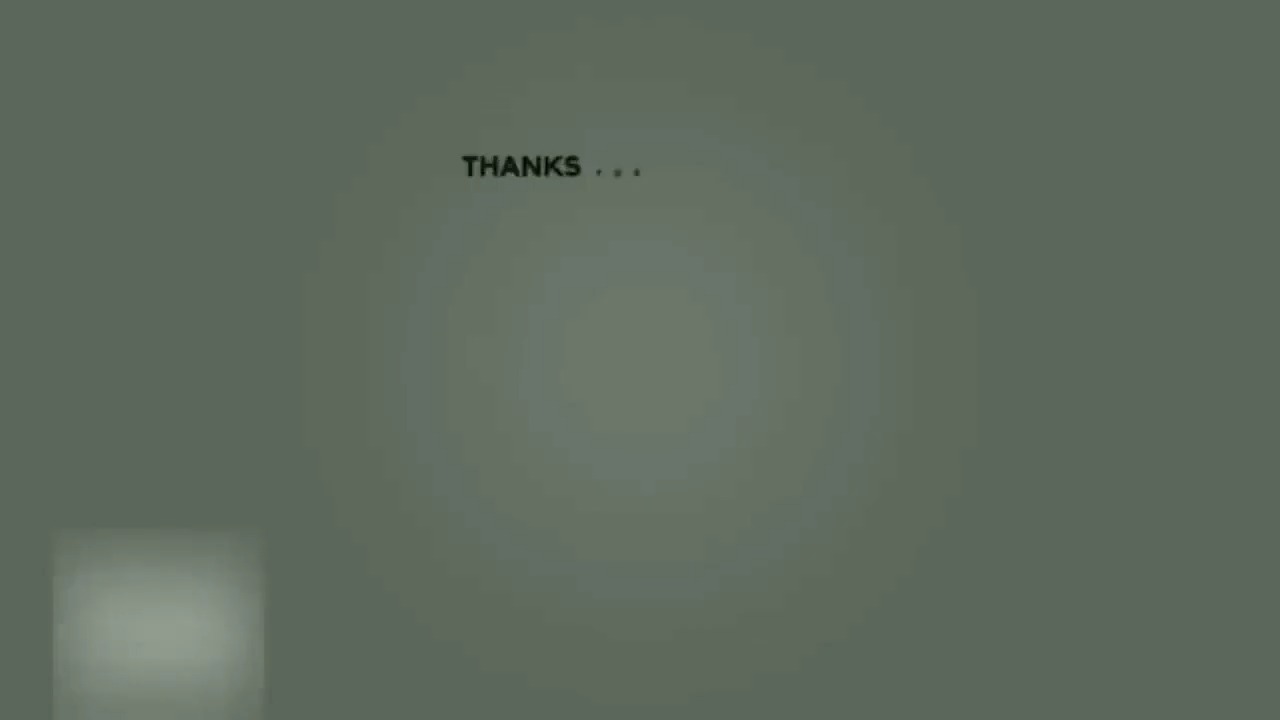 THANKS . . .